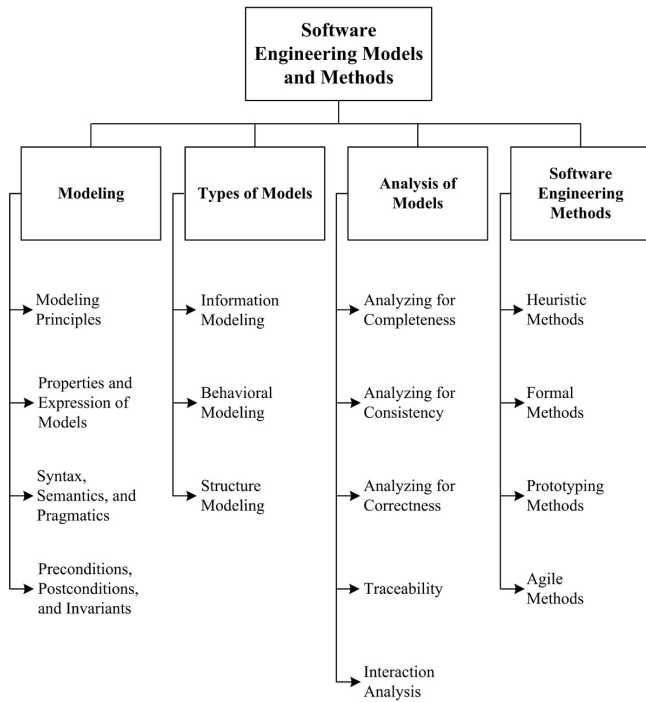 Software
Engineering Models
and Methods
Modeling
Modeling
Principles
Properties and
Expression of
Models
Syntax,
Semantics, and
Pragmatics
Preconditions,
Postconditions,
and Invariants
Types of Models
Information
Modeling
Behavioral
Modeling
Structure
Modeling
Analysis of
Models
Analyzing for
Completeness
Analyzing for
Consistency
Analyzing for
Correctness
Traceability
Interaction
Analysis
Software
Engineering
Methods
Heuristic
Methods
Formal
Methods
Prototyping
Methods
Agile
Methods